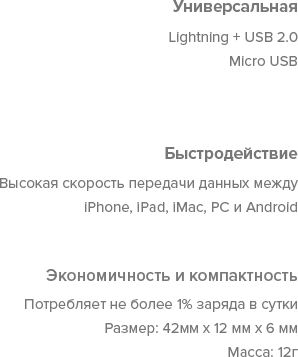 Универсальная
Lightning + USB 2.0
Micro USB
Быстродействие
Высокая скорость передачи данных между
iPhone, iPad, iMac, PC и Android
Экономичность и компактность
Потребляет не более 1% заряда в сутки
Размер: 42мм х 12 мм х 6 мм
Масса: 12г